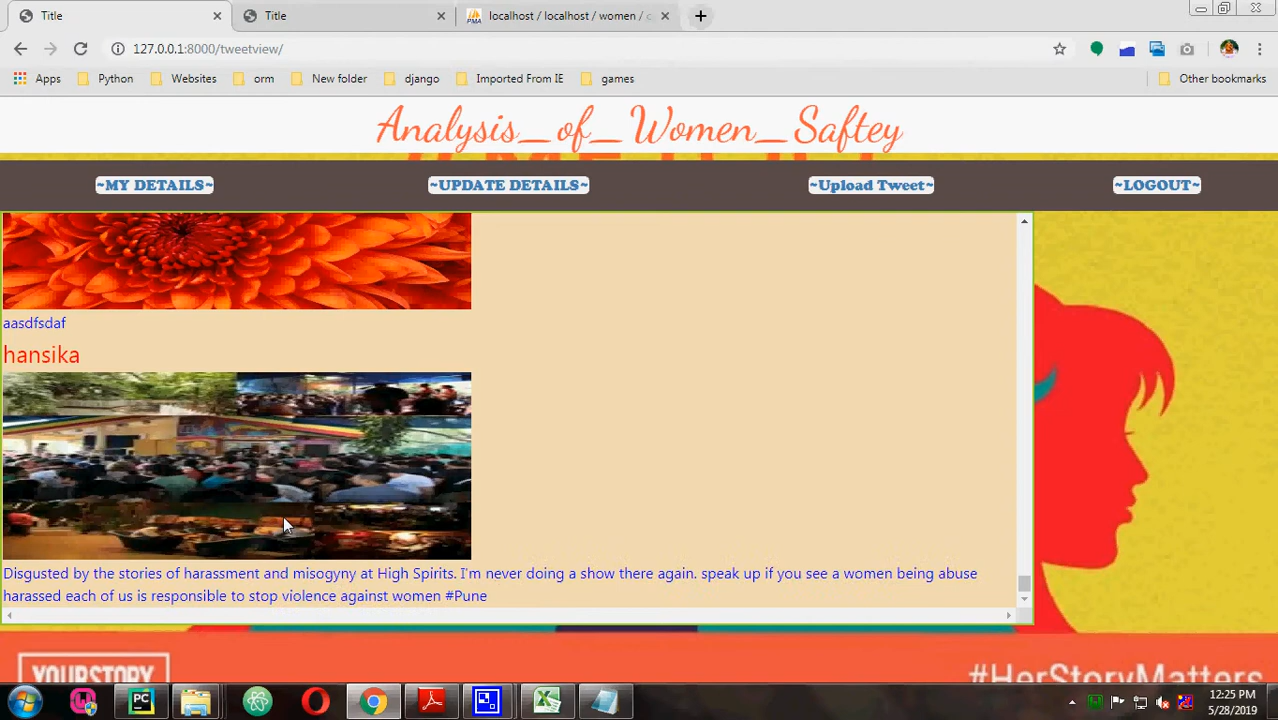 Title
Title
localhost / localhost / women / c
127.0.0.1:8000/tweetview/
Apps
Python
Websites
orm
New folder
django
Imported From IE
games
Other bookmarks
Analysis_of_Women_Saftey
~MY DETAILS~
~UPDATE DETAILS~
~Upload Tweet~
~LOGOUT~
aasdfsdaf
hansika
Disgusted by the stories of harassment and misogyny at High Spirits. I'm never doing a show there again. speak up if you see a women being abuse
harassed each of us is responsible to stop violence against women #Pune
YOURSTORY
#HerStoryMatters
PC
12:25 PM
5/28/2019